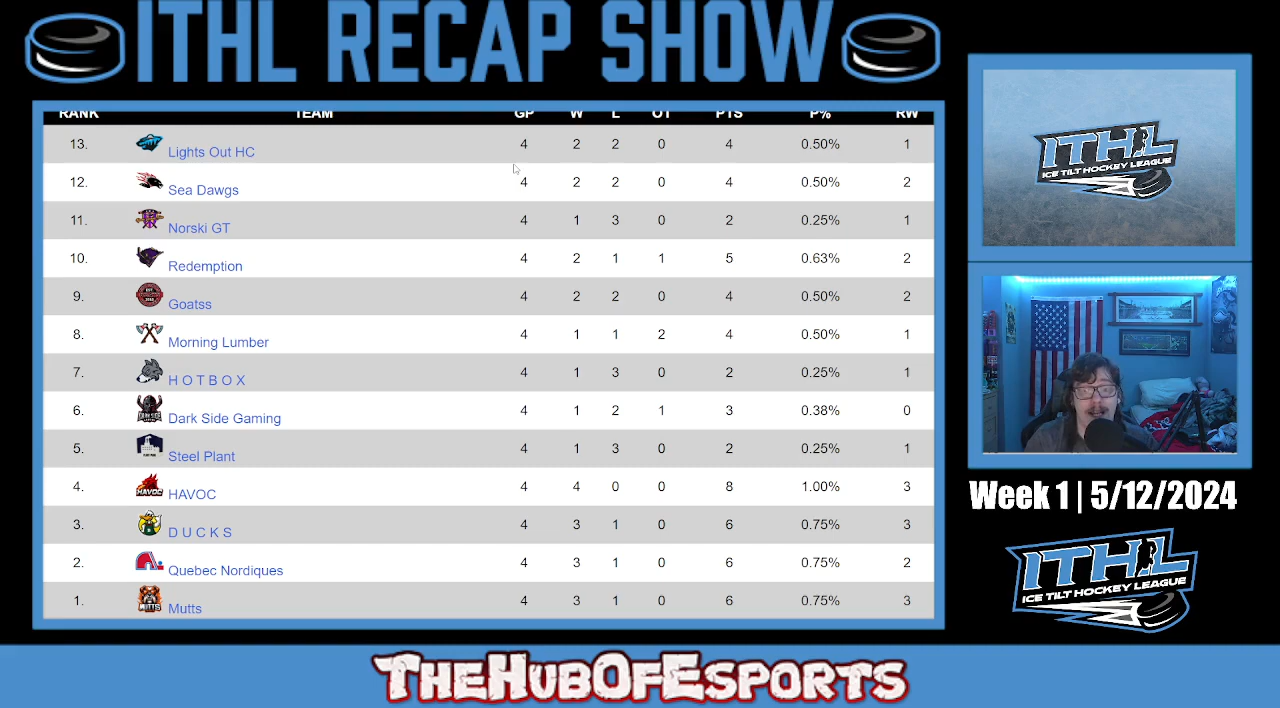 ITHL RECAP SHOW
RANK TEAM GP W L OT PTS P% RW
13. Lights Out HC 4 2 2 0 4 0.50% 1
12. Sea Dawgs 4 2 2 0 4 0.50% 2
11. Norski GT 4 1 3 0 2 0.25% 1
10. Redemption 4 2 1 1 5 0.63% 2
9. Goatss 4 2 2 0 4 0.50% 2
8. Morning Lumber 4 1 1 2 4 0.50% 1
7. H O T B O X 4 1 3 0 2 0.25% 1
6. Dark Side Gaming 4 1 2 1 3 0.38% 0
5. Steel Plant 4 1 3 0 2 0.25% 1
4. HAVOC HAVOC 4 4 0 0 8 1.00% 3
3. D U C K S 4 3 1 0 6 0.75% 3
2. Quebec Nordiques 4 3 1 0 6 0.75% 2
1. MUTTS Mutts 4 3 1 0 6 0.75% 3
ITHL
ICE TILT HOCKEY LEAGUE
Week 1 | 5/12/2024
ITHL
ICE TILT HOCKEY LEAGUE
THEHUBOFESPORTS